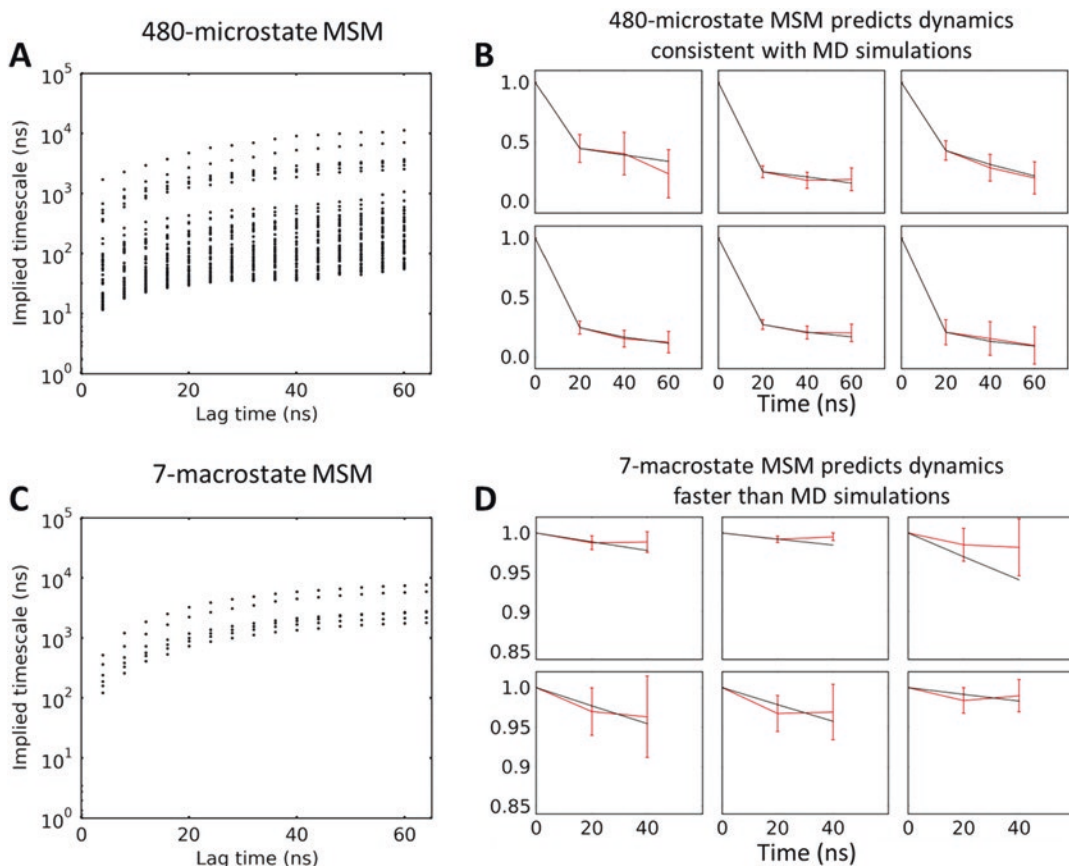 480-microstate MSM
A
Implied timescale (ns)
10^5
10^4
10^3
10^2
10^1
10^0
0 20 40 60
Lag time (ns)
480-microstate MSM predicts dynamics
consistent with MD simulations
B
1.0
0.5
0.0
1.0
0.5
0.0
0 20 40 60 0 20 40 60 0 20 40 60
Time (ns)
7-macrostate MSM
C
Implied timescale (ns)
10^5
10^4
10^3
10^2
10^1
10^0
0 20 40 60
Lag time (ns)
7-macrostate MSM predicts dynamics
faster than MD simulations
D
1.0
0.95
0.9
0.85
1.0
0.95
0.9
0.85
0 20 40 0 20 40 0 20 40
Time (ns)